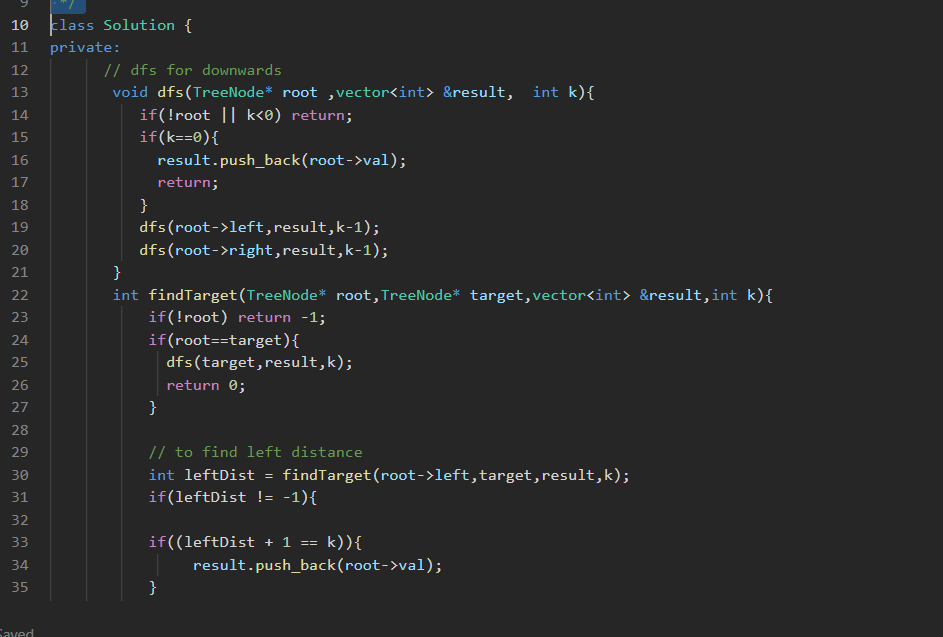 9 */
10 class Solution {
11 private:
12 // dfs for downwards
13 void dfs(TreeNode* root ,vector<int> &result,  int k){
14 if(!root || k<0) return;
15 if(k==0){
16 result.push_back(root->val);
17 return;
18 }
19 dfs(root->left,result,k-1);
20 dfs(root->right,result,k-1);
21 }
22 int findTarget(TreeNode* root,TreeNode* target,vector<int> &result,int k){
23 if(!root) return -1;
24 if(root==target){
25 dfs(target,result,k);
26 return 0;
27 }
28
29 // to find left distance
30 int leftDist = findTarget(root->left,target,result,k);
31 if(leftDist != -1){
32
33 if((leftDist + 1 == k)){
34 result.push_back(root->val);
35 }
Saved